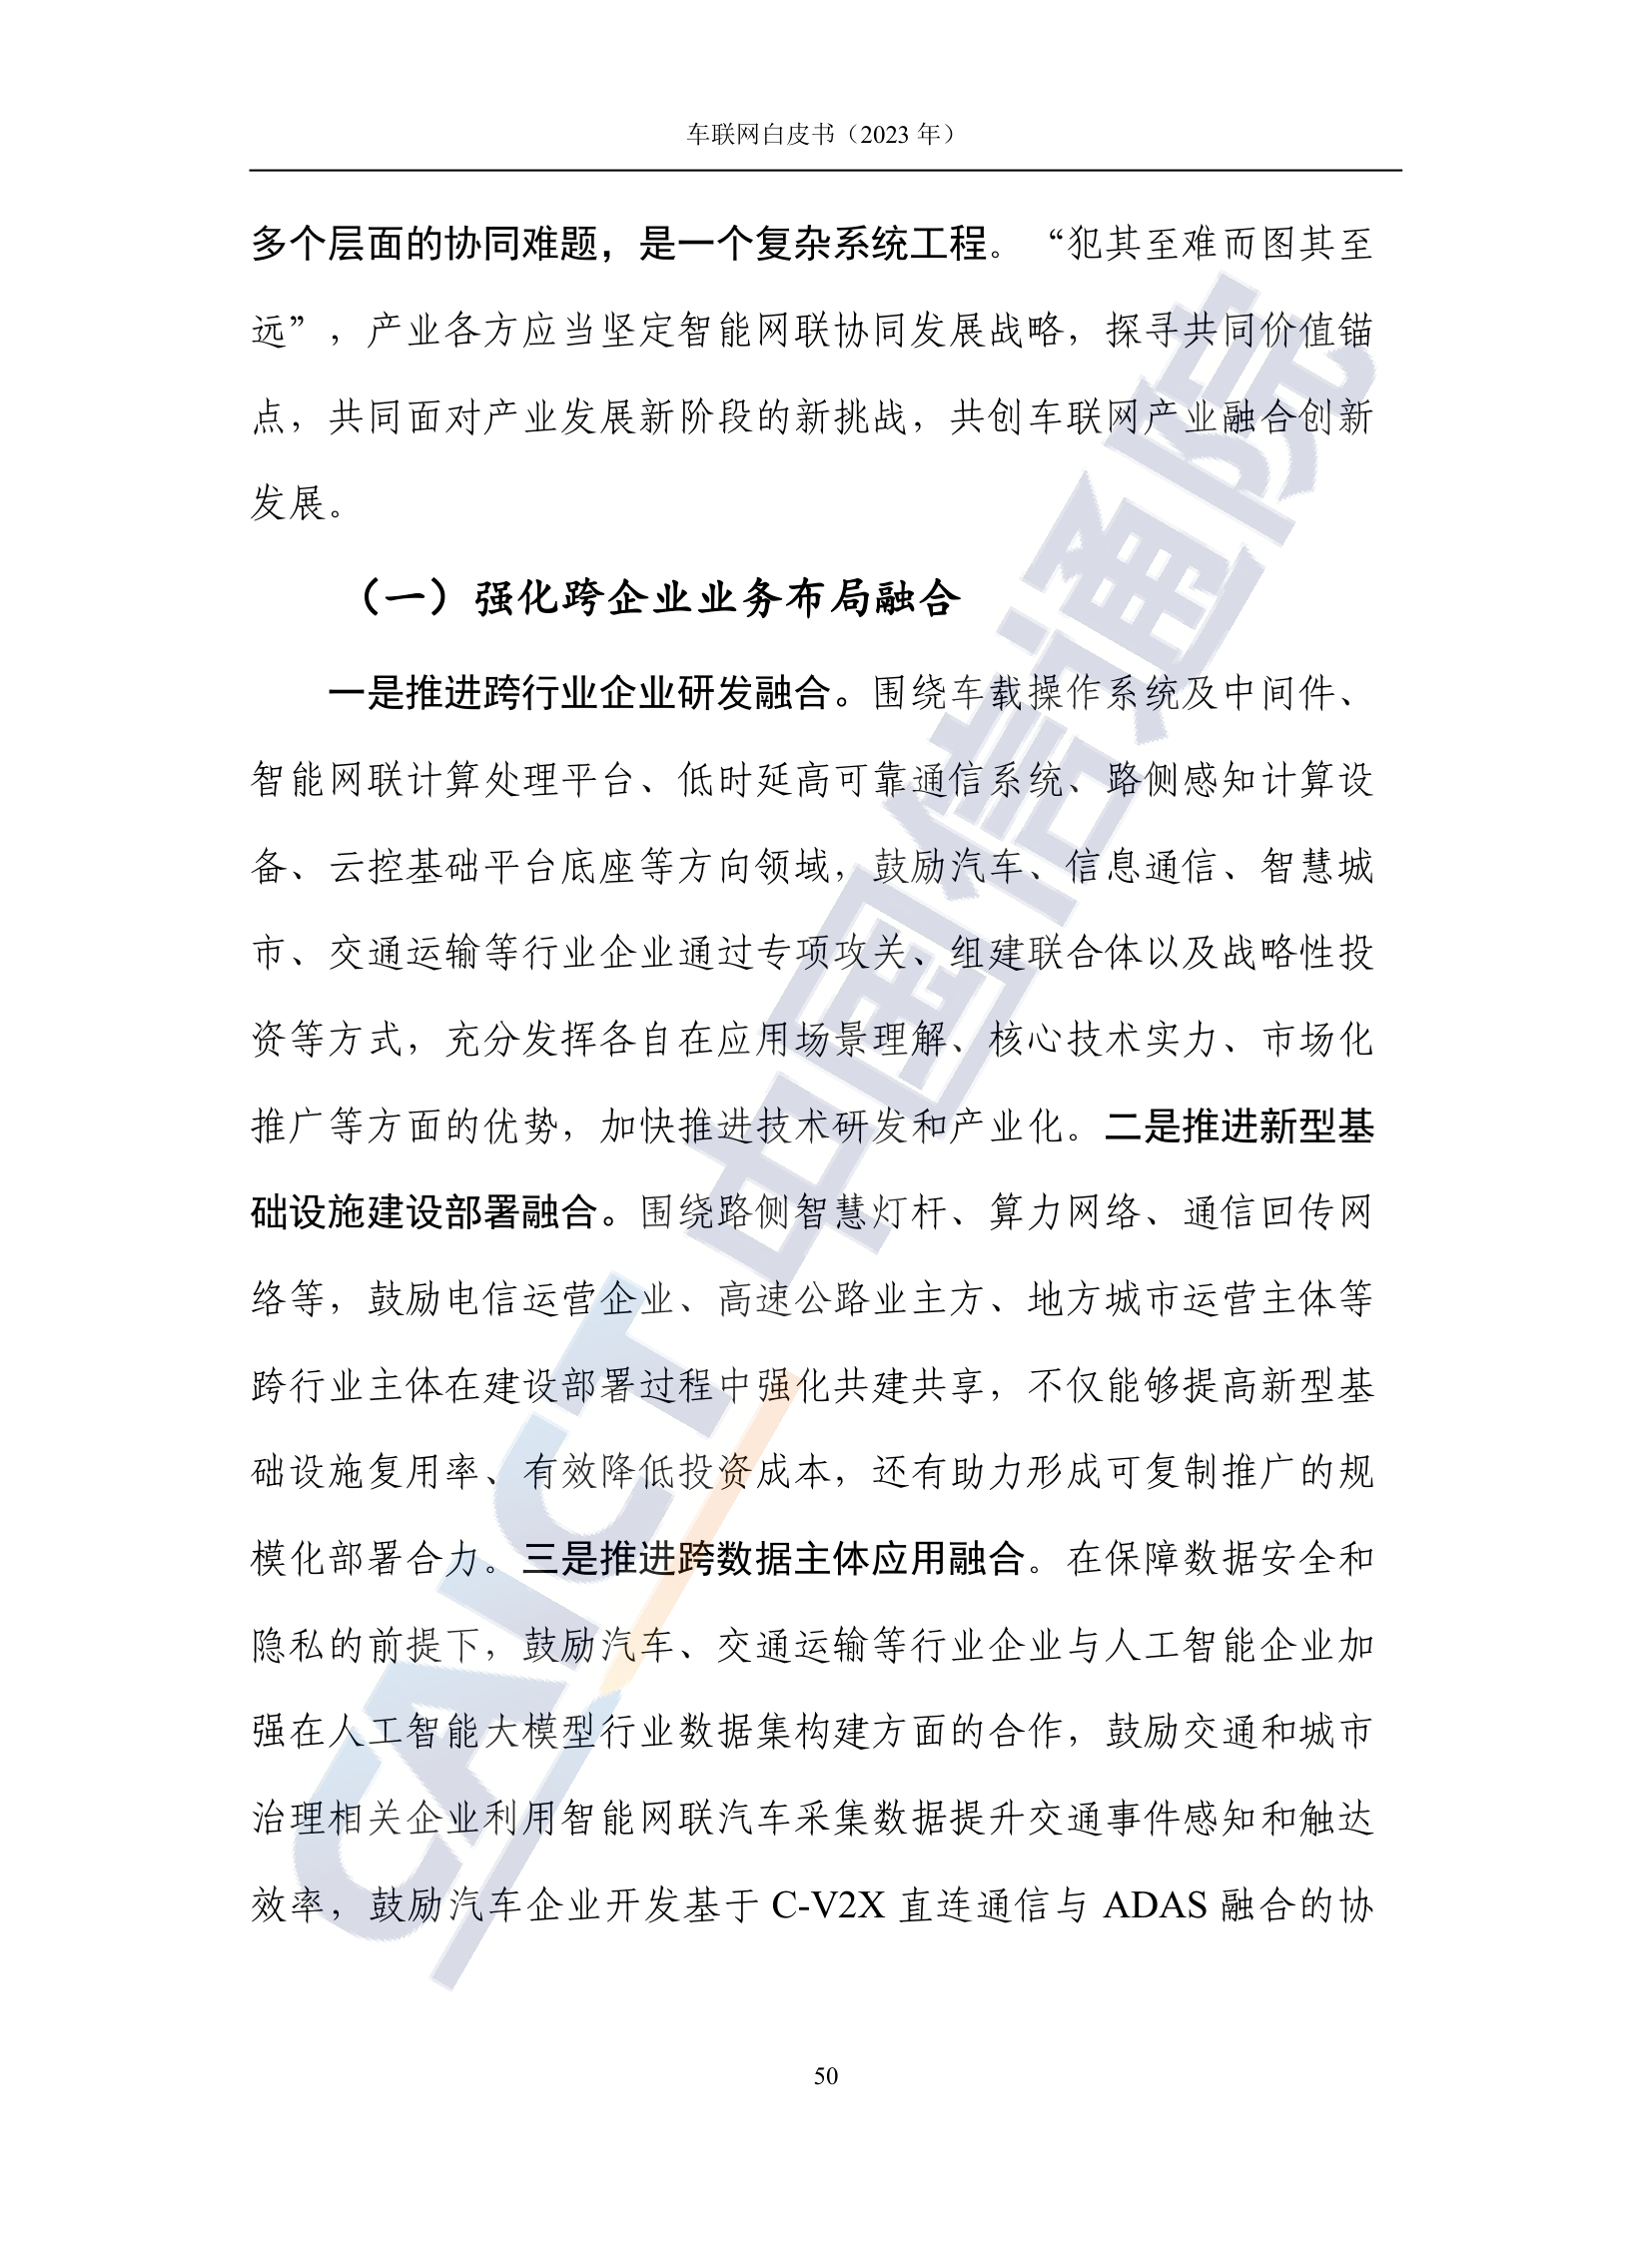 车联网白皮书（2023 年）
多个层面的协同难题，是一个复杂系统工程。“犯其至难而图其至
远”，产业各方应当坚定智能网联协同发展战略，探寻共同价值锚
点，共同面对产业发展新阶段的新挑战，共创车联网产业融合创新
发展。
（一）强化跨企业业务布局融合
一是推进跨行业企业研发融合。围绕车载操作系统及中间件、
智能网联计算处理平台、低时延高可靠通信系统、路侧感知计算设
备、云控基础平台底座等方向领域，鼓励汽车、信息通信、智慧城
市、交通运输等行业企业通过专项攻关、组建联合体以及战略性投
资等方式，充分发挥各自在应用场景理解、核心技术实力、市场化
推广等方面的优势，加快推进技术研发和产业化。二是推进新型基
础设施建设部署融合。围绕路侧智慧灯杆、算力网络、通信回传网
络等，鼓励电信运营企业、高速公路业主方、地方城市运营主体等
跨行业主体在建设部署过程中强化共建共享，不仅能够提高新型基
础设施复用率、有效降低投资成本，还有助力形成可复制推广的规
模化部署合力。三是推进跨数据主体应用融合。在保障数据安全和
隐私的前提下，鼓励汽车、交通运输等行业企业与人工智能企业加
强在人工智能大模型行业数据集构建方面的合作，鼓励交通和城市
治理相关企业利用智能网联汽车采集数据提升交通事件感知和触达
效率，鼓励汽车企业开发基于 C-V2X 直连通信与 ADAS 融合的协
50
CAICT 中国信通院